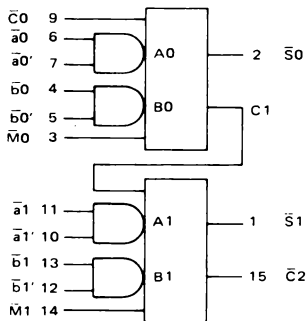 C̄0 9
ā0 6
ā0' 7
A0
2 S̄0
b̄0 4
b̄0' 5
B0
C1
M̄0 3
ā1 11
ā1' 10
A1
1 S̄1
b̄1 13
b̄1' 12
B1
15 C̄2
M̄1 14